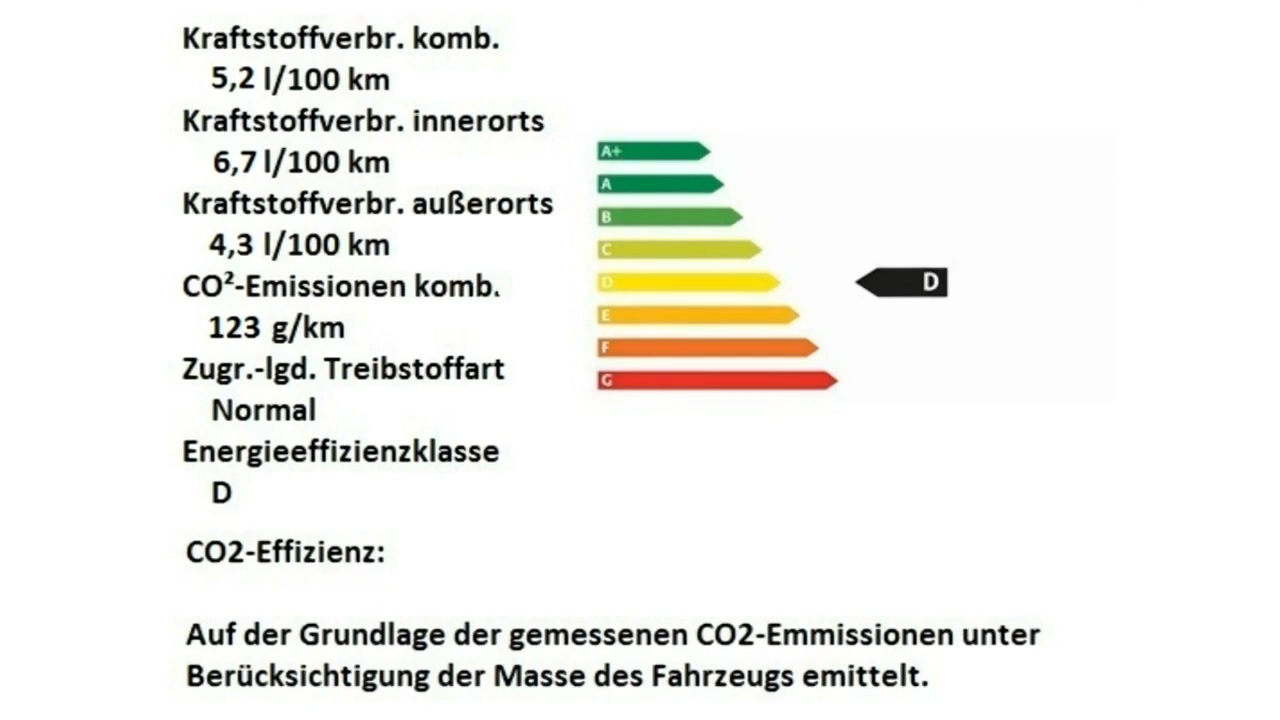 Kraftstoffverbr. komb.
5,2 l/100 km
Kraftstoffverbr. innerorts
6,7 l/100 km
Kraftstoffverbr. außerorts
4,3 l/100 km
CO²-Emissionen komb.
123 g/km
Zugr.-lgd. Treibstoffart
Normal
Energieeffizienzklasse
D
A+
A
B
C
D
D
E
F
G
CO2-Effizienz:
Auf der Grundlage der gemessenen CO2-Emmissionen unter
Berücksichtigung der Masse des Fahrzeugs emittelt.